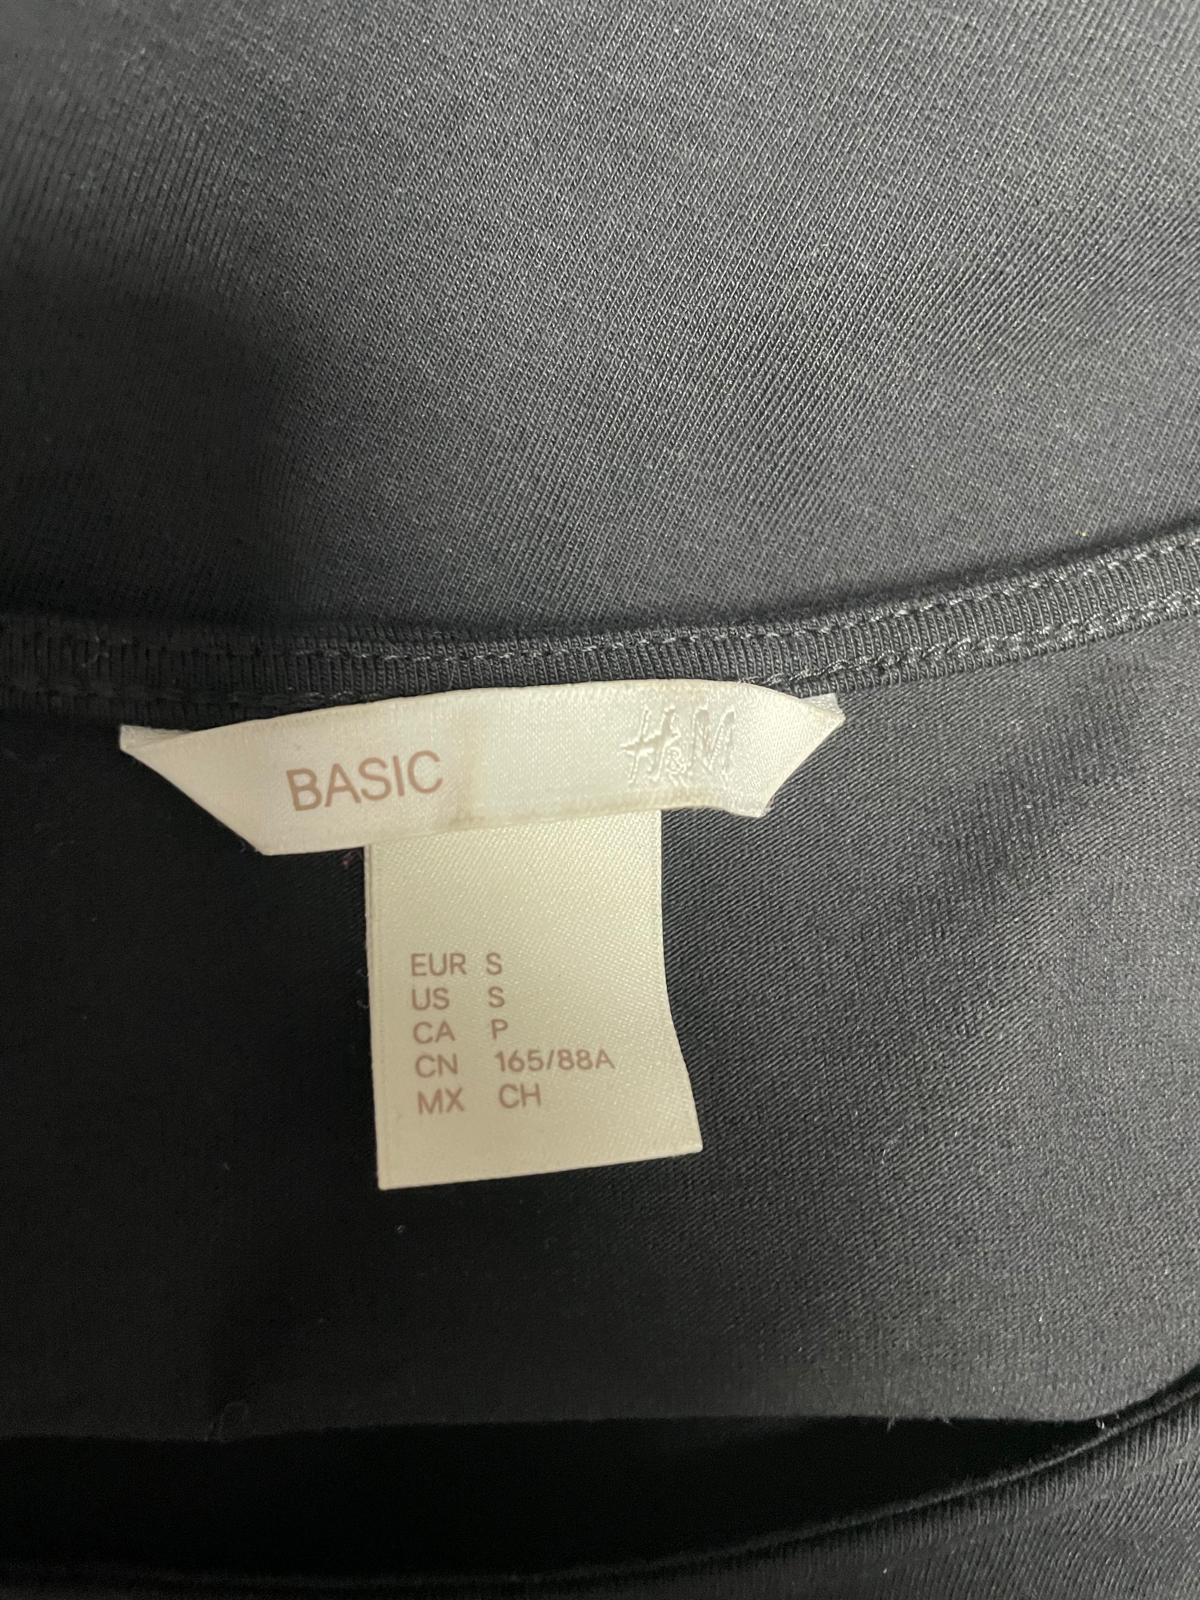 BASIC H&M
EUR S
US S
CA P
CN 165/88A
MX CH